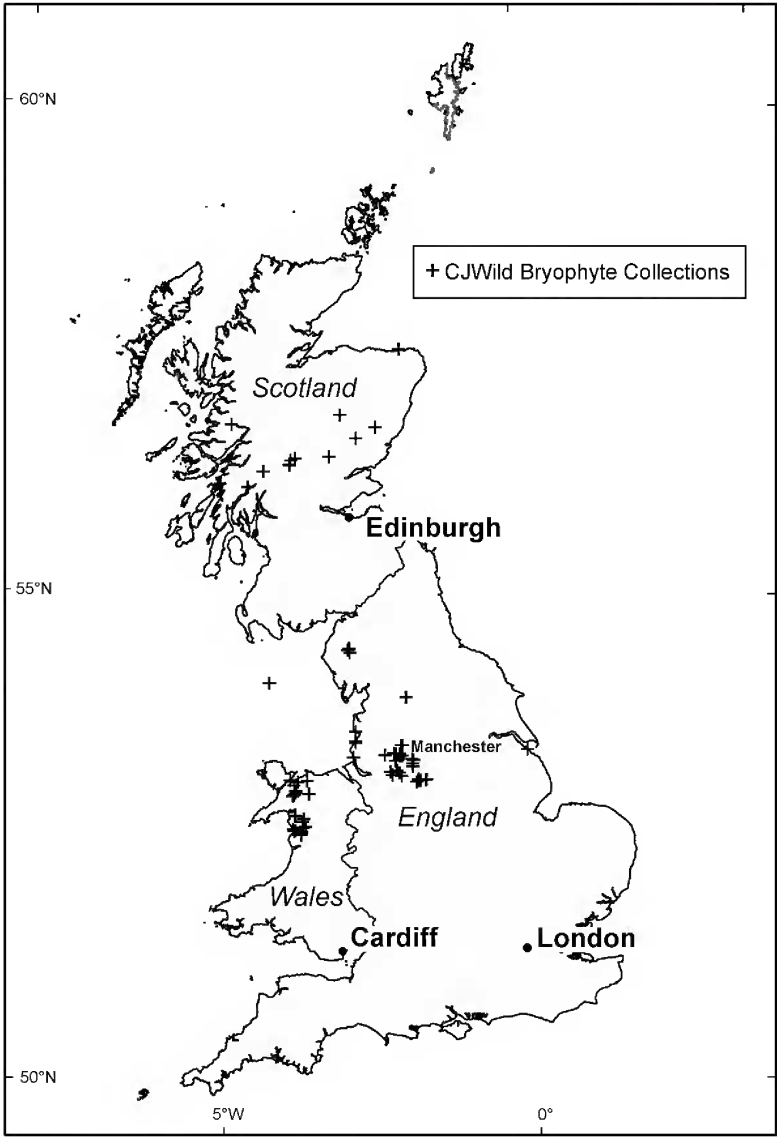 60°N
+ CJWild Bryophyte Collections
Scotland
Edinburgh
55°N
Manchester
England
Wales
Cardiff
London
50°N
5°W
0°